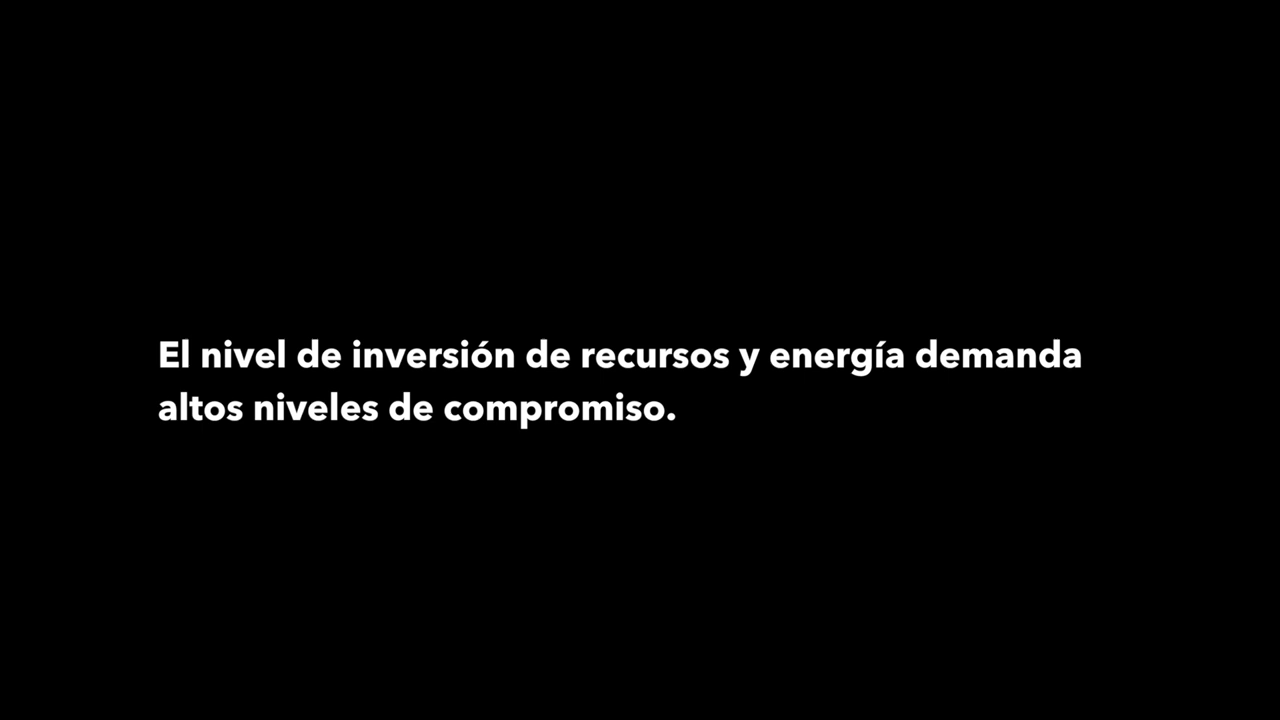 El nivel de inversión de recursos y energía demanda
altos niveles de compromiso.